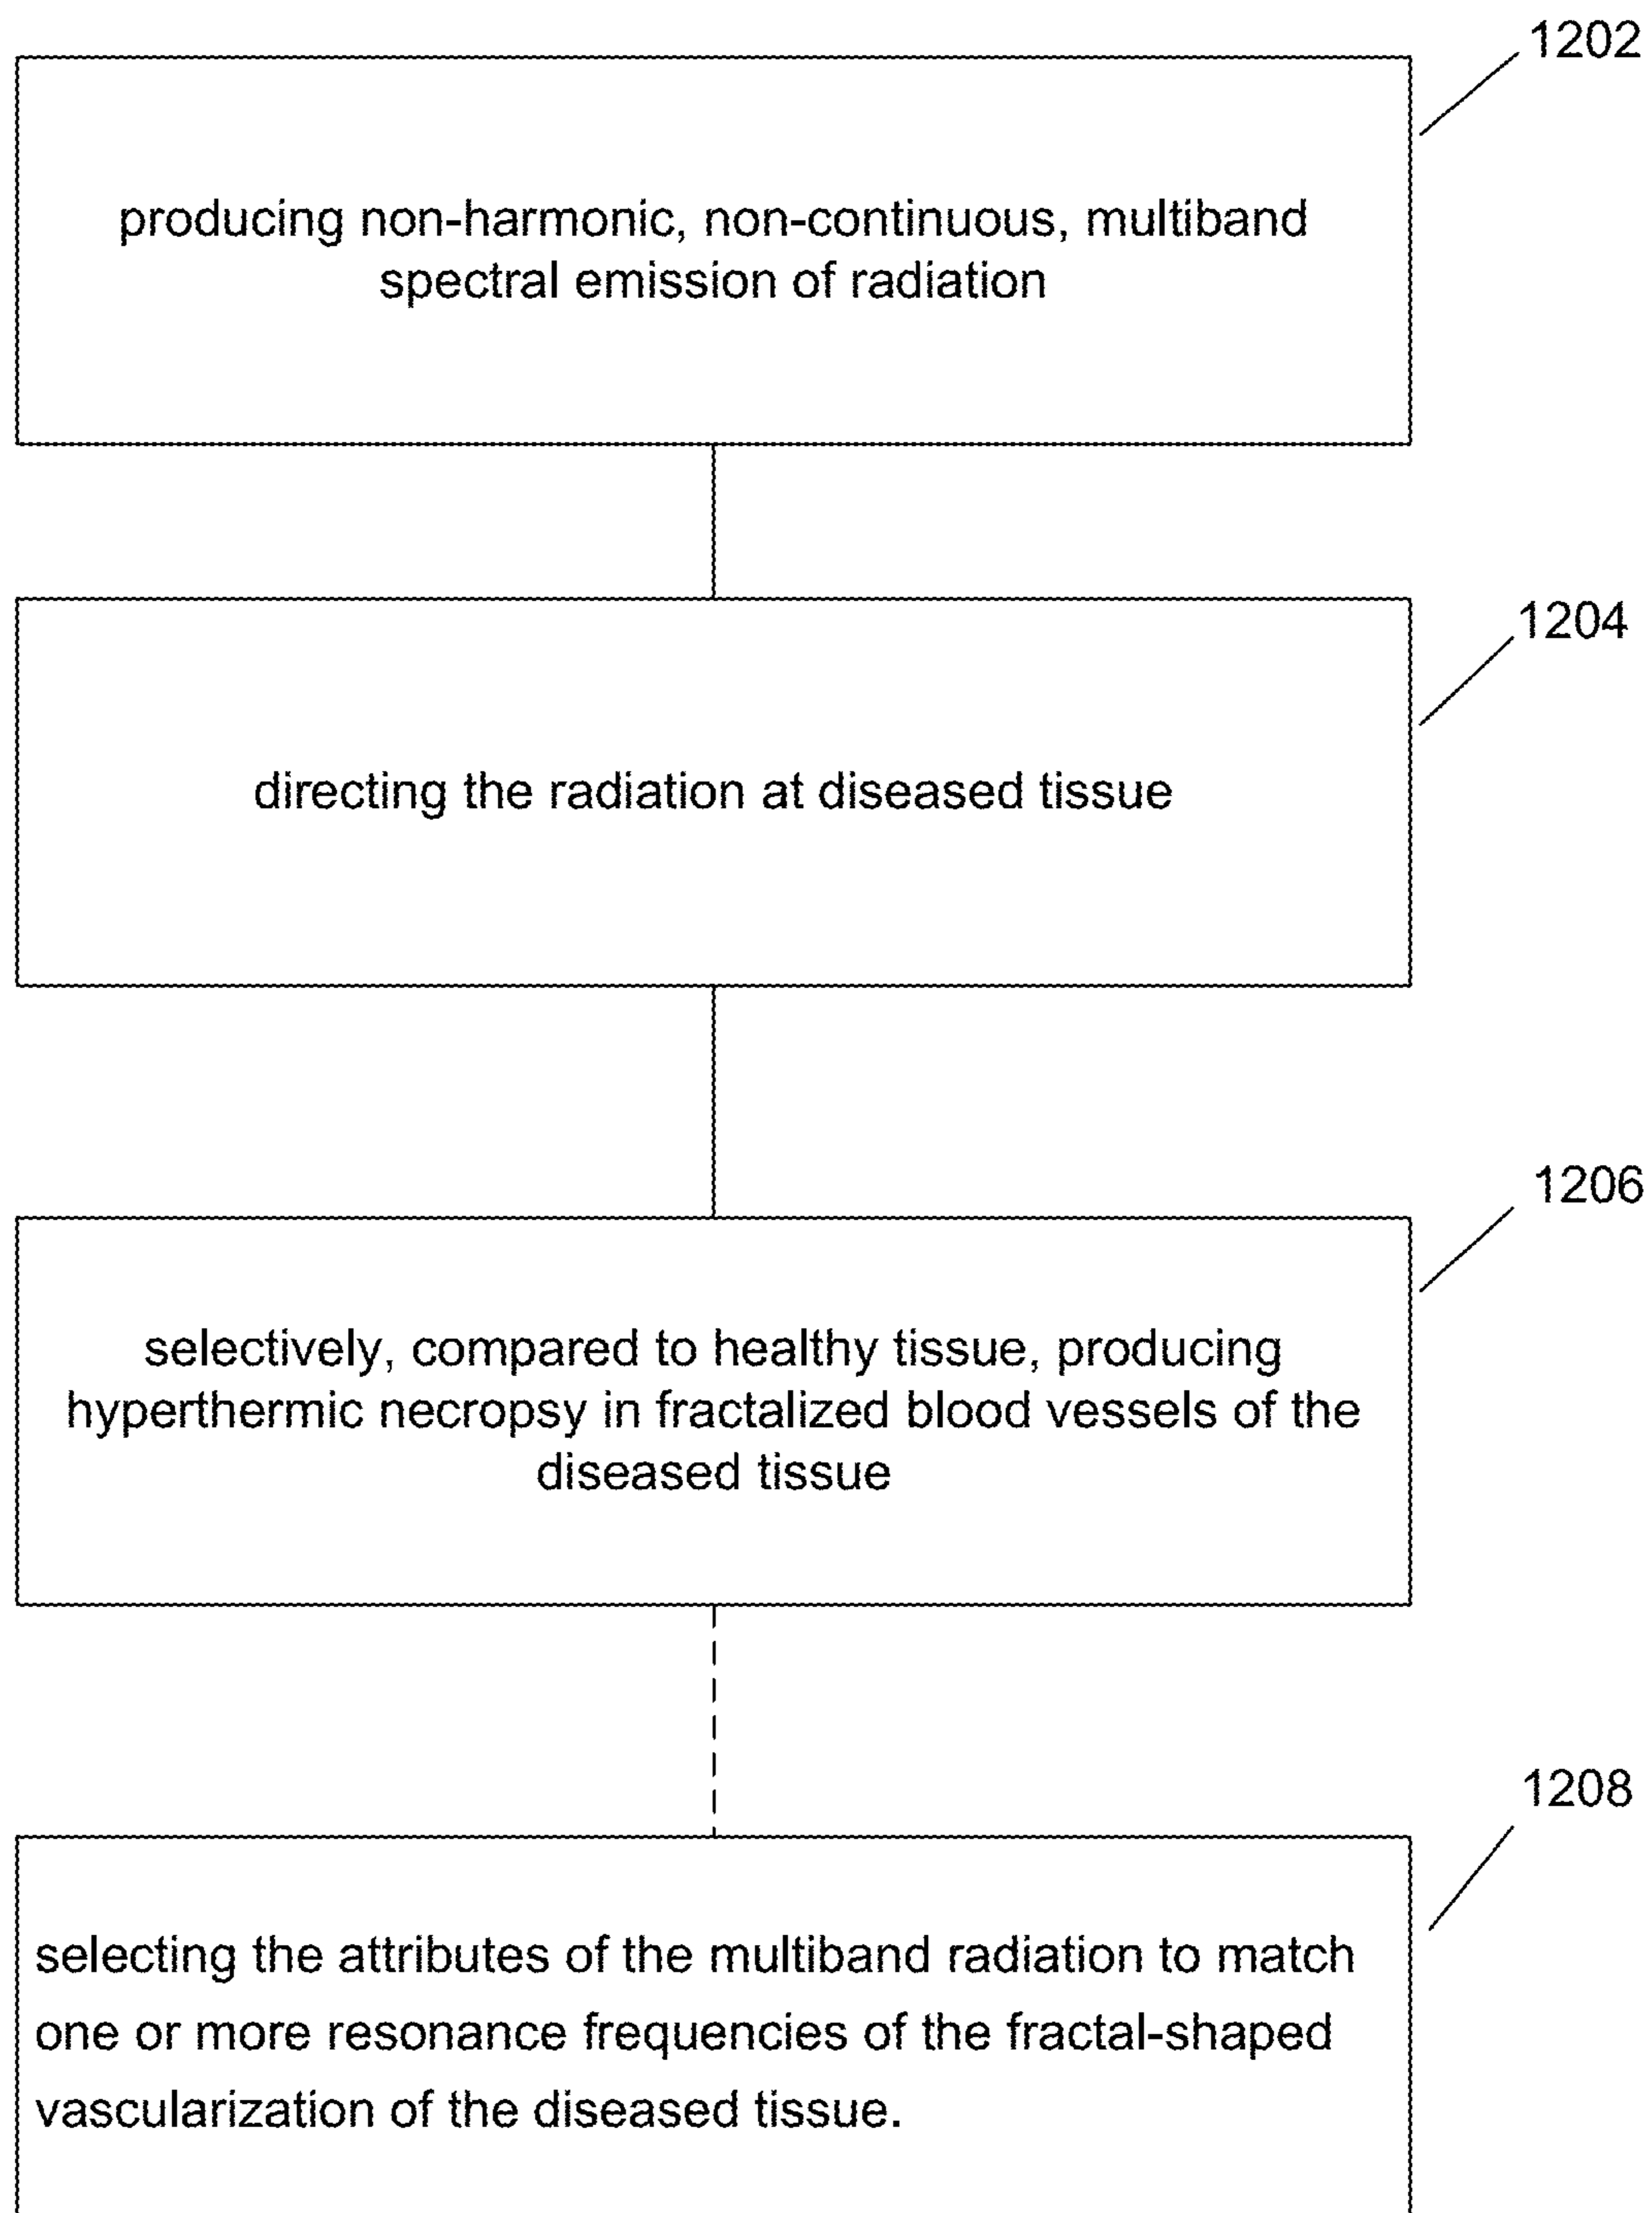 1202
producing non-harmonic, non-continuous, multiband
spectral emission of radiation
1204
directing the radiation at diseased tissue
1206
selectively, compared to healthy tissue, producing
hyperthermic necropsy in fractalized blood vessels of the
diseased tissue
1208
selecting the attributes of the multiband radiation to match
one or more resonance frequencies of the fractal-shaped
vascularization of the diseased tissue.